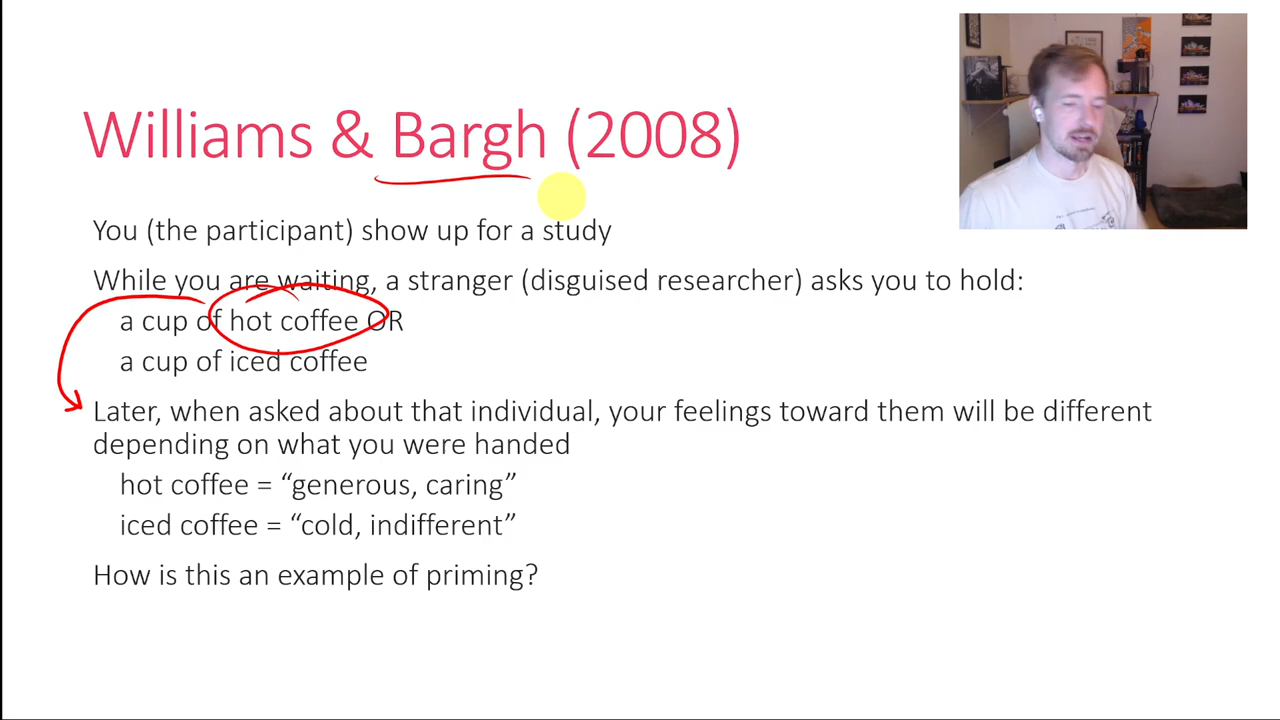 Williams & Bargh (2008)
You (the participant) show up for a study
While you are waiting, a stranger (disguised researcher) asks you to hold:
a cup of hot coffee OR
a cup of iced coffee
Later, when asked about that individual, your feelings toward them will be different
depending on what you were handed
hot coffee = “generous, caring”
iced coffee = “cold, indifferent”
How is this an example of priming?